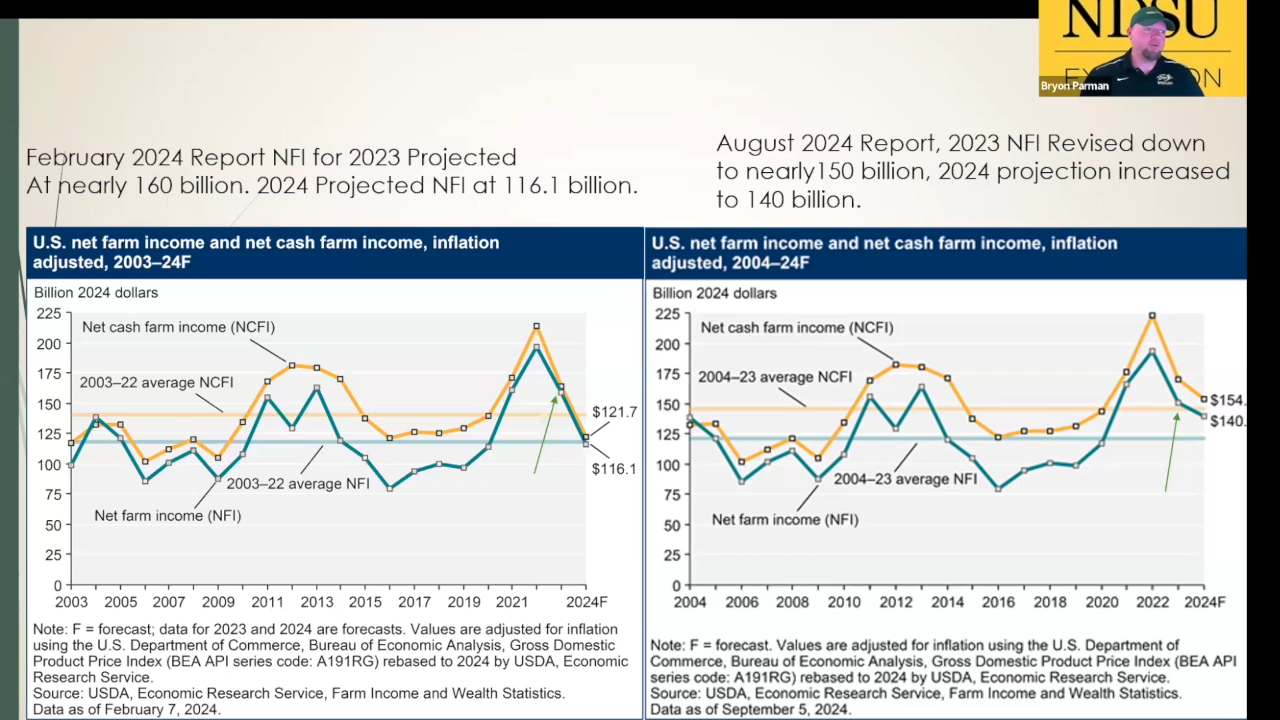 NDSU
Bryon Parman
February 2024 Report NFI for 2023 Projected
At nearly 160 billion. 2024 Projected NFI at 116.1 billion.
August 2024 Report, 2023 NFI Revised down
to nearly150 billion, 2024 projection increased
to 140 billion.
U.S. net farm income and net cash farm income, inflation
adjusted, 2003–24F
Billion 2024 dollars
225
200
175
150
125
100
75
50
25
0
Net cash farm income (NCFI)
2003–22 average NCFI
2003–22 average NFI
Net farm income (NFI)
$121.7
$116.1
2003 2005 2007 2009 2011 2013 2015 2017 2019 2021 2024F
Note: F = forecast; data for 2023 and 2024 are forecasts. Values are adjusted for inflation
using the U.S. Department of Commerce, Bureau of Economic Analysis, Gross Domestic
Product Price Index (BEA API series code: A191RG) rebased to 2024 by USDA, Economic
Research Service.
Source: USDA, Economic Research Service, Farm Income and Wealth Statistics.
Data as of February 7, 2024.
U.S. net farm income and net cash farm income, inflation
adjusted, 2004–24F
Billion 2024 dollars
225
200
175
150
125
100
75
50
25
0
Net cash farm income (NCFI)
2004–23 average NCFI
2004–23 average NFI
Net farm income (NFI)
$154.
$140.
2004 2006 2008 2010 2012 2014 2016 2018 2020 2022 2024F
Note: F = forecast. Values are adjusted for inflation using the U.S. Department of
Commerce, Bureau of Economic Analysis, Gross Domestic Product Price Index (BEA API
series code: A191RG) rebased to 2024 by USDA, Economic Research Service.
Source: USDA, Economic Research Service, Farm Income and Wealth Statistics.
Data as of September 5, 2024.